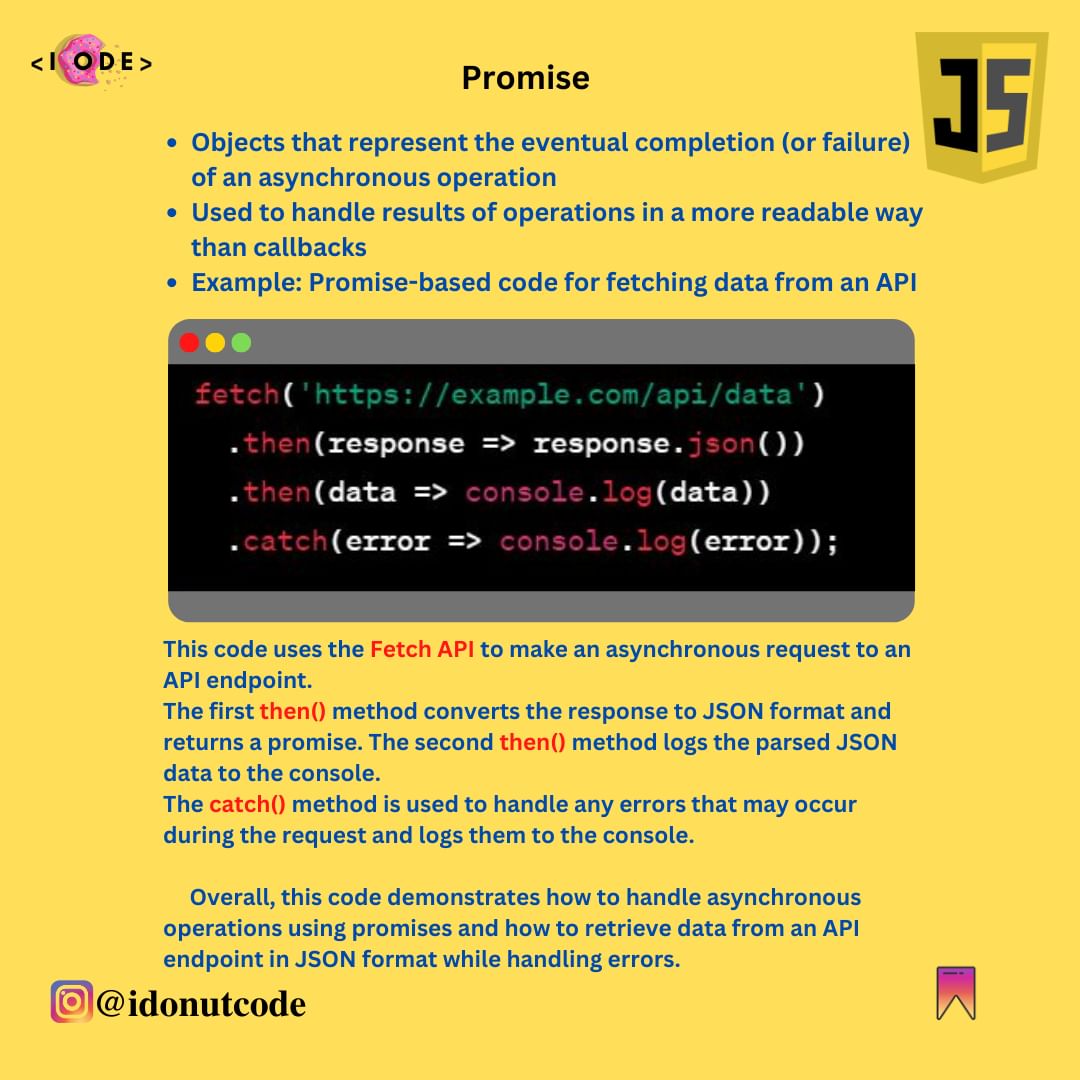 <I ODE>
JS
Promise
• Objects that represent the eventual completion (or failure)
of an asynchronous operation
• Used to handle results of operations in a more readable way
than callbacks
• Example: Promise-based code for fetching data from an API
fetch('https://example.com/api/data')
.then(response => response.json())
.then(data => console.log(data))
.catch(error => console.log(error));
This code uses the Fetch API to make an asynchronous request to an
API endpoint.
The first then() method converts the response to JSON format and
returns a promise. The second then() method logs the parsed JSON
data to the console.
The catch() method is used to handle any errors that may occur
during the request and logs them to the console.
Overall, this code demonstrates how to handle asynchronous
operations using promises and how to retrieve data from an API
endpoint in JSON format while handling errors.
@idonutcode